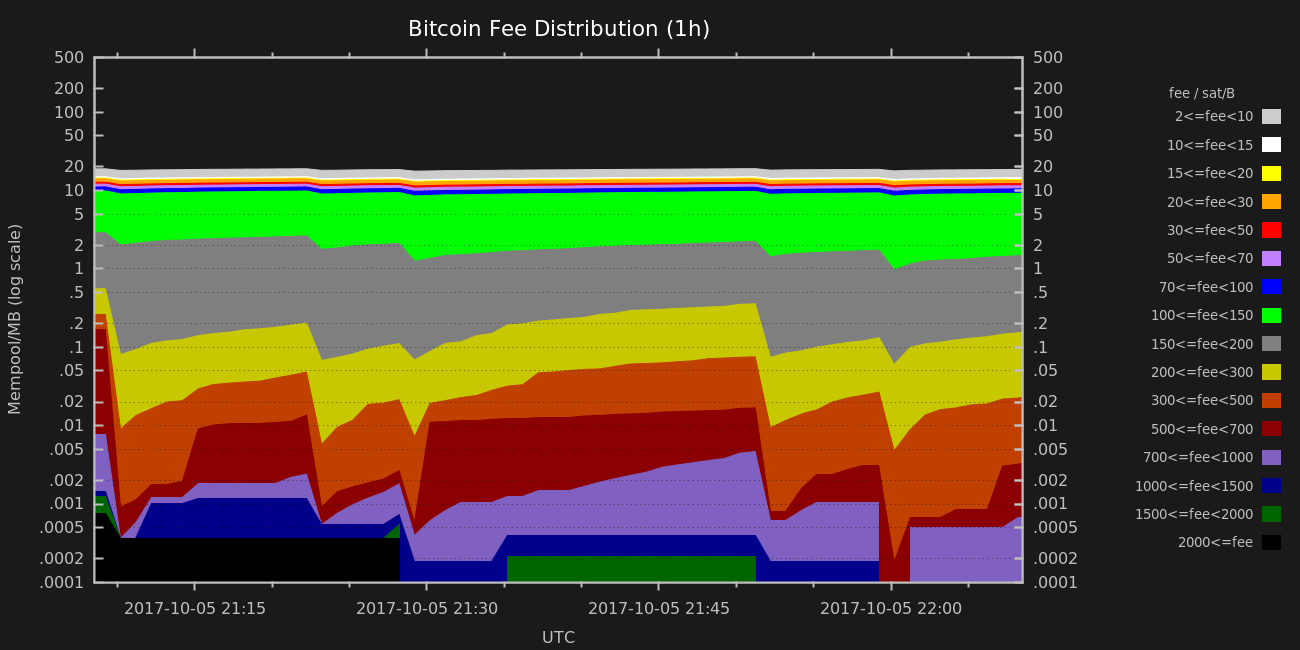 Bitcoin Fee Distribution (1h)
500 500
200 200
100 100
50 50
20 20
10 10
5 5
2 2
1 1
.5 .5
.2 .2
.1 .1
.05 .05
.02 .02
.01 .01
.005 .005
.002 .002
.001 .001
.0005 .0005
.0002 .0002
.0001 .0001
Mempool/MB (log scale)
2017-10-05 21:15 2017-10-05 21:30 2017-10-05 21:45 2017-10-05 22:00
UTC
fee / sat/B
2<=fee<10
10<=fee<15
15<=fee<20
20<=fee<30
30<=fee<50
50<=fee<70
70<=fee<100
100<=fee<150
150<=fee<200
200<=fee<300
300<=fee<500
500<=fee<700
700<=fee<1000
1000<=fee<1500
1500<=fee<2000
2000<=fee